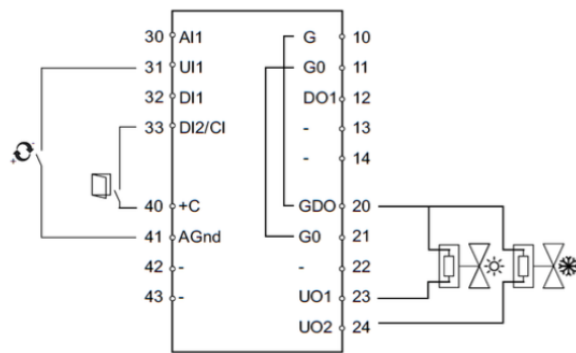 30 AI1 G 10
31 UI1 G0 11
32 DI1 DO1 12
33 DI2/CI - 13
- 14
40 +C GDO 20
41 AGnd G0 21
42 - - 22
43 - UO1 23
UO2 24
+ -